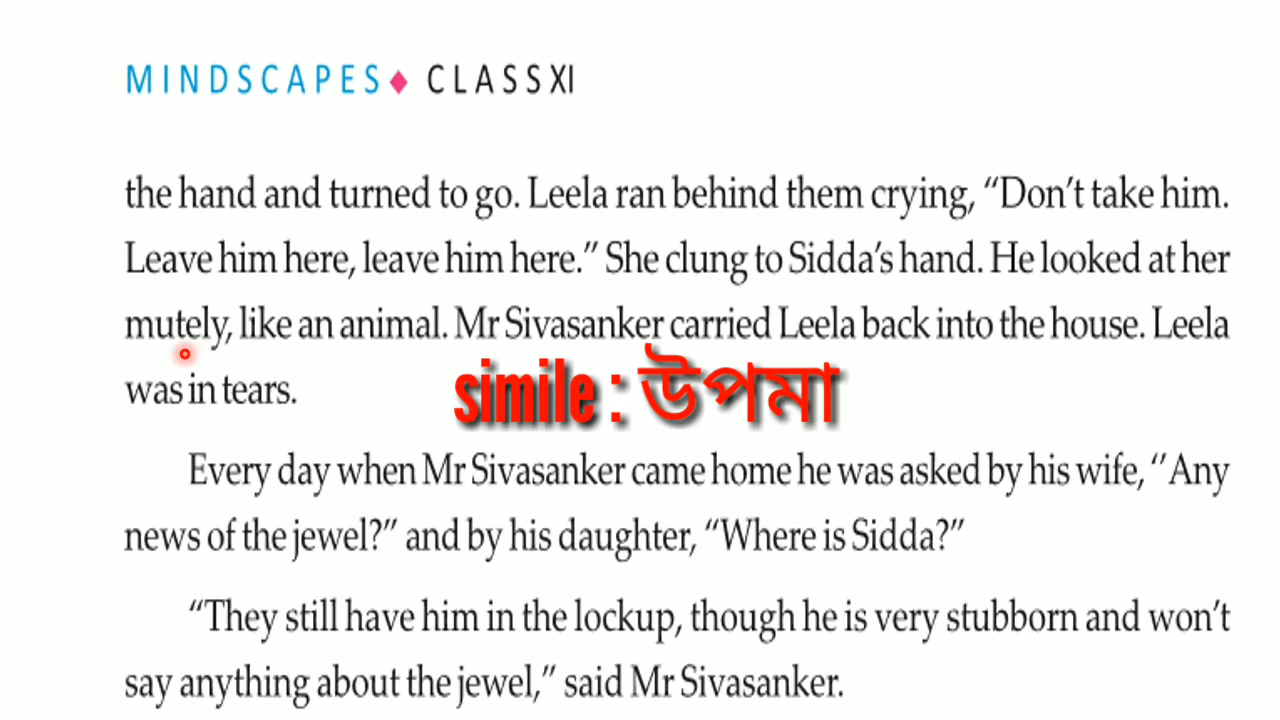 MINDSCAPES♦ CLASS XI
the hand and turned to go. Leela ran behind them crying, “Don’t take him.
Leave him here, leave him here.” She clung to Sidda’s hand. He looked at her
mutely, like an animal. Mr Sivasanker carried Leela back into the house. Leela
was in tears.
simile : উপমা
Every day when Mr Sivasanker came home he was asked by his wife, ‘’Any
news of the jewel?” and by his daughter, “Where is Sidda?”
“They still have him in the lockup, though he is very stubborn and won’t
say anything about the jewel,” said Mr Sivasanker.